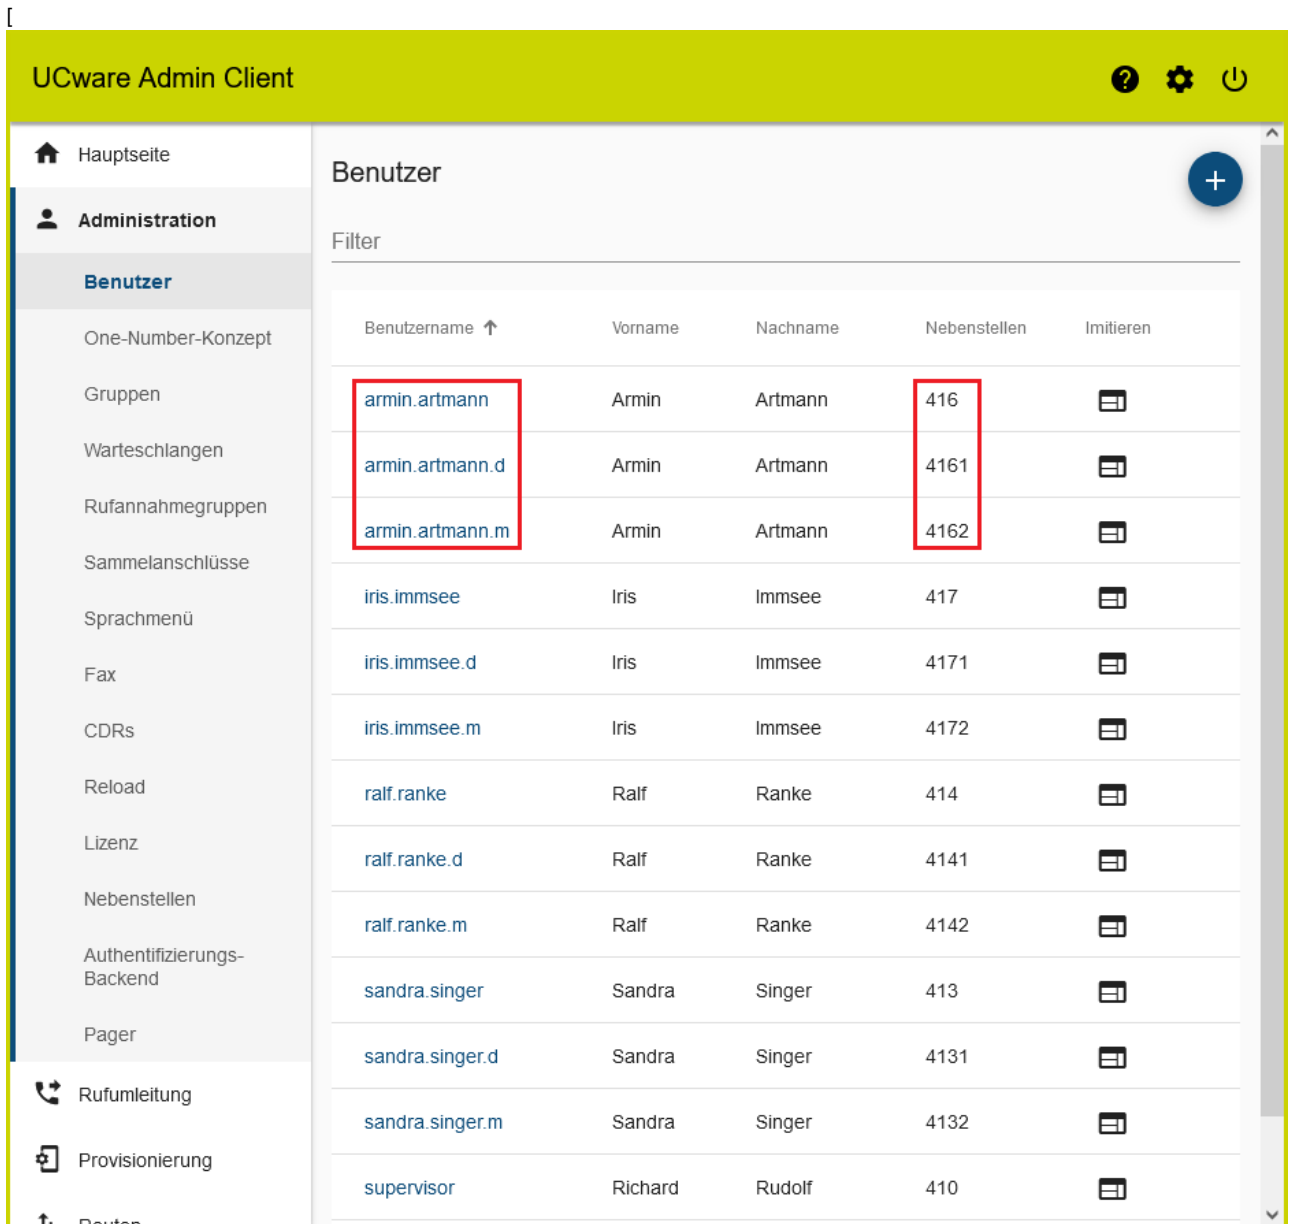 [
UCware Admin Client
Hauptseite
Administration
Benutzer
One-Number-Konzept
Gruppen
Warteschlangen
Rufannahmegruppen
Sammelanschlüsse
Sprachmenü
Fax
CDRs
Reload
Lizenz
Nebenstellen
Authentifizierungs-
Backend
Pager
Rufumleitung
Provisionierung
Benutzer
Filter
Benutzername Vorname Nachname Nebenstellen Imitieren
armin.artmann Armin Artmann 416
armin.artmann.d Armin Artmann 4161
armin.artmann.m Armin Artmann 4162
iris.immsee Iris Immsee 417
iris.immsee.d Iris Immsee 4171
iris.immsee.m Iris Immsee 4172
ralf.ranke Ralf Ranke 414
ralf.ranke.d Ralf Ranke 4141
ralf.ranke.m Ralf Ranke 4142
sandra.singer Sandra Singer 413
sandra.singer.d Sandra Singer 4131
sandra.singer.m Sandra Singer 4132
supervisor Richard Rudolf 410